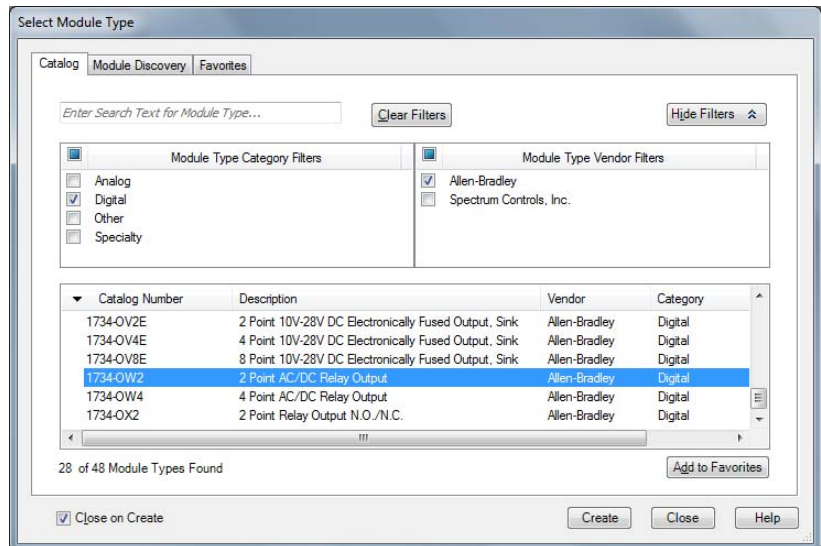 Select Module Type
Catalog Module Discovery Favorites
Enter Search Text for Module Type... Clear Filters Hide Filters
Module Type Category Filters Module Type Vendor Filters
Analog Allen-Bradley
Digital Spectrum Controls, Inc.
Other
Specialty
Catalog Number Description Vendor Category
1734-OV2E 2 Point 10V-28V DC Electronically Fused Output, Sink Allen-Bradley Digital
1734-OV4E 4 Point 10V-28V DC Electronically Fused Output, Sink Allen-Bradley Digital
1734-OV8E 8 Point 10V-28V DC Electronically Fused Output, Sink Allen-Bradley Digital
1734-OW2 2 Point AC/DC Relay Output Allen-Bradley Digital
1734-OW4 4 Point AC/DC Relay Output Allen-Bradley Digital
1734-OX2 2 Point Relay Output N.O./N.C. Allen-Bradley Digital
28 of 48 Module Types Found Add to Favorites
Close on Create Create Close Help